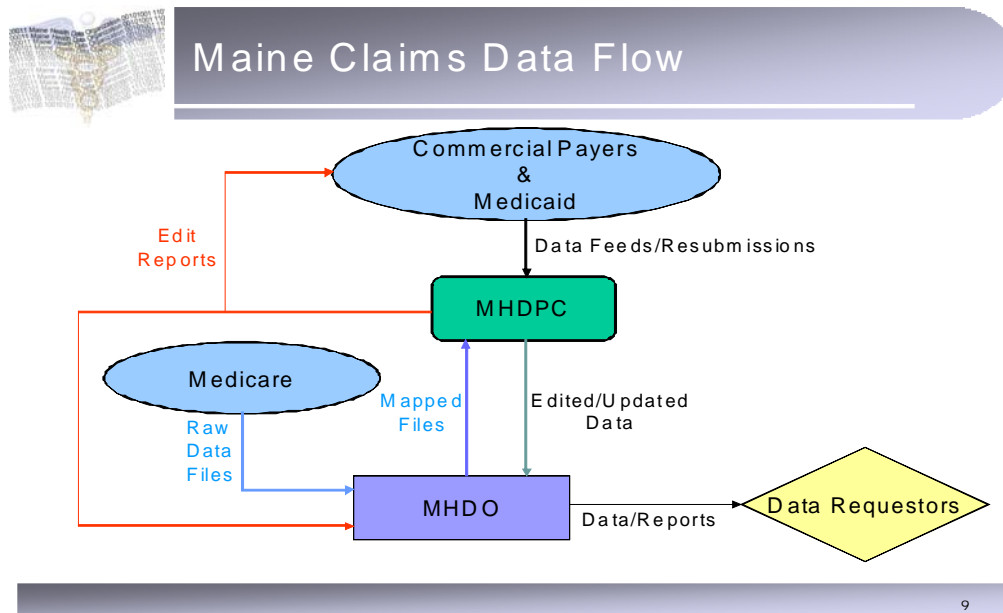 Maine Claims Data Flow
Commercial Payers
&
Medicaid
Edit
Reports
Data Feeds/Resubmissions
MHDPC
Medicare
Mapped
Files
Edited/Updated
Data
Raw
Data
Files
MHDO
Data/Reports
Data Requestors
9